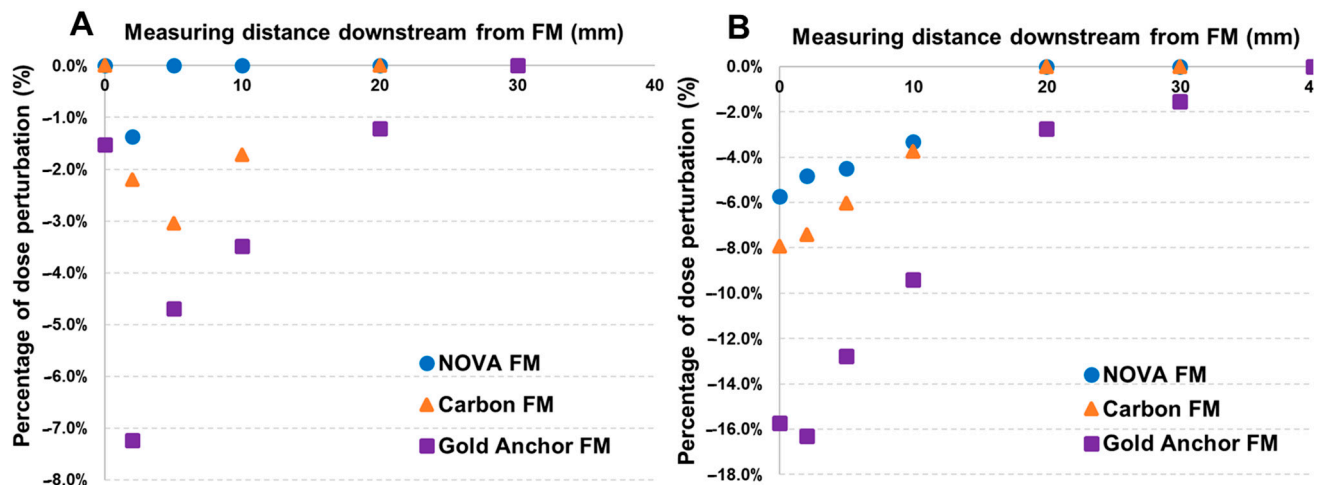 A
Measuring distance downstream from FM (mm)
Percentage of dose perturbation (%)
0.0%
−1.0%
−2.0%
−3.0%
−4.0%
−5.0%
−6.0%
−7.0%
−8.0%
0 10 20 30 40
NOVA FM
Carbon FM
Gold Anchor FM
B
Measuring distance downstream from FM (mm)
Percentage of dose perturbation (%)
0.0%
−2.0%
−4.0%
−6.0%
−8.0%
−10.0%
−12.0%
−14.0%
−16.0%
−18.0%
0 10 20 30 4
NOVA FM
Carbon FM
Gold Anchor FM